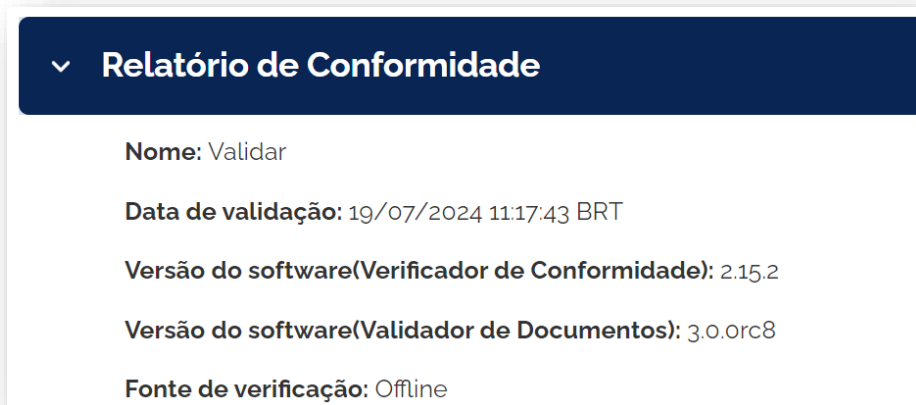 Relatório de Conformidade
Nome: Validar
Data de validação: 19/07/2024 11:17:43 BRT
Versão do software(Verificador de Conformidade): 2.15.2
Versão do software(Validador de Documentos): 3.0.0rc8
Fonte de verificação: Offline